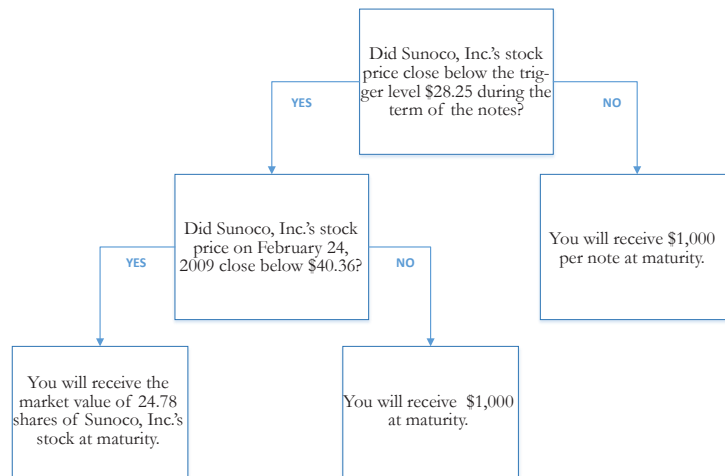 Did Sunoco, Inc.'s stock
price close below the trig-
ger level $28.25 during the
term of the notes?
YES
NO
Did Sunoco, Inc.'s stock
price on February 24,
2009 close below $40.36?
You will receive $1,000
per note at maturity.
YES
NO
You will receive the
market value of 24.78
shares of Sunoco, Inc.'s
stock at maturity.
You will receive $1,000
at maturity.